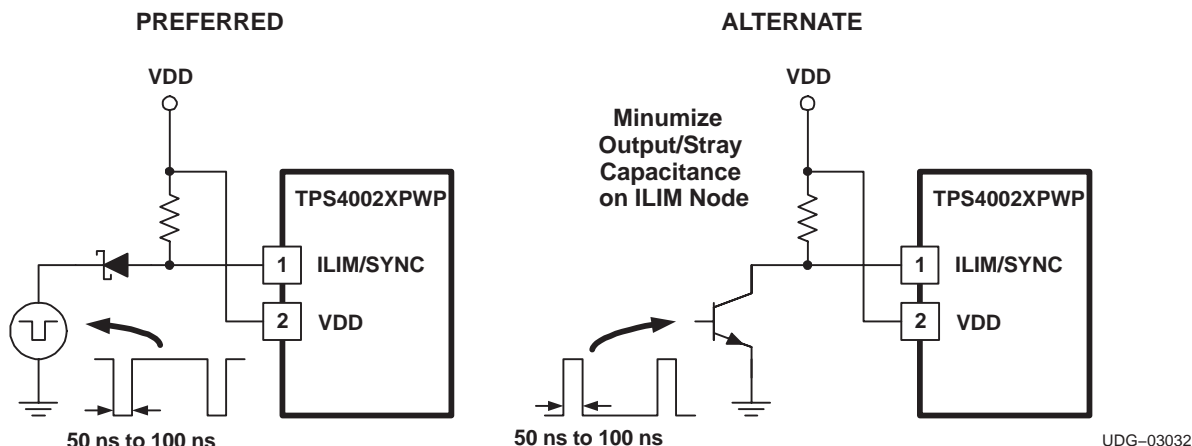 PREFERRED
VDD
TPS4002XPWP
1
ILIM/SYNC
2
VDD
50 ns to 100 ns
ALTERNATE
VDD
Minumize
Output/Stray
Capacitance
on ILIM Node
TPS4002XPWP
1
ILIM/SYNC
2
VDD
50 ns to 100 ns
UDG–03032